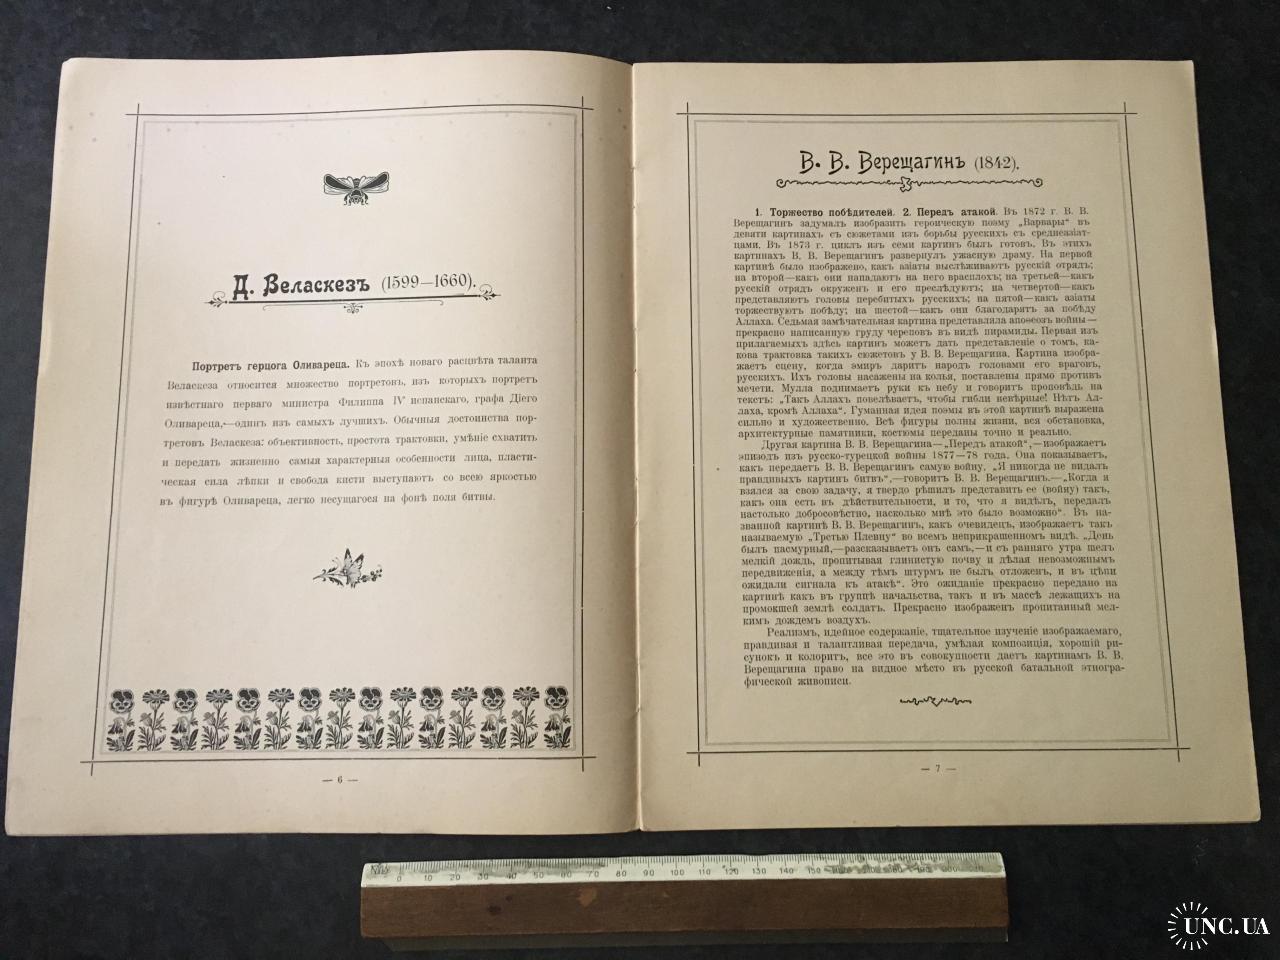 Д. Веласкезъ (1599—1660).
Портретъ герцога Оливареца. Къ эпохѣ новаго расцвѣта таланта
Веласкеза относится множество портретовъ, изъ которыхъ портретъ
извѣстнаго перваго министра Филиппа IV испанскаго, графа Діего
Оливареца,—одинъ изъ самыхъ лучшихъ. Обычныя достоинства пор-
третовъ Веласкеза: объективность, простота трактовки, умѣніе схватить
и передать жизненно самыя характерныя особенности лица, пласти-
ческая сила лѣпки и свобода кисти выступаютъ со всею яркостью
въ фигурѣ Оливареца, легко несущагося на фонѣ поля битвы.
— 6 —
В. В. Верещагинъ (1842).
1. Торжество побѣдителей. 2. Передъ атакой. Въ 1872 г. В. В.
Верещагинъ задумалъ изобразить героическую поэму „Варвары“ въ
девяти картинахъ съ сюжетами изъ борьбы русскихъ съ среднеазіат-
цами. Въ 1873 г. циклъ изъ семи картинъ былъ готовъ. Въ этихъ
картинахъ В. В. Верещагинъ развернулъ ужасную драму. На первой
картинѣ было изображено, какъ азіаты выслѣживаютъ русскій отрядъ;
на второй—какъ они нападаютъ на него врасплохъ; на третьей—какъ
русскій отрядъ окруженъ и его преслѣдуютъ; на четвертой—какъ
представляютъ головы перебитыхъ русскихъ; на пятой—какъ азіаты
торжествуютъ побѣду; на шестой—какъ они благодарятъ за побѣду
Аллаха. Седьмая замѣчательная картина представляла апоѳеозъ войны—
прекрасно написанную груду череповъ въ видѣ пирамиды. Первая изъ
прилагаемыхъ здѣсь картинъ можетъ дать представленіе о томъ, ка-
кова трактовка такихъ сюжетовъ у В. В. Верещагина. Картина изобра-
жаетъ сцену, когда эмиръ даритъ народъ головами его враговъ,
русскихъ. Ихъ головы насажены на колья, поставлены прямо противъ
мечети. Мулла поднимаетъ руки къ небу и говоритъ проповѣдь на
текстъ: „Такъ Аллахъ повелѣваетъ, чтобы гибли невѣрные! Нѣтъ Ал-
лаха, кромѣ Аллаха“. Гуманная идея поэмы въ этой картинѣ выражена
сильно и художественно. Всѣ фигуры полны жизни, вся обстановка,
архитектурные памятники, костюмы переданы точно и реально.
Другая картина В. В. Верещагина—„Передъ атакой“,—изображаетъ
эпизодъ изъ русско-турецкой войны 1877—78 года. Она показываетъ,
какъ передаетъ В. В. Верещагинъ самую войну. „Я никогда не видалъ
правдивыхъ картинъ битвъ“,—говоритъ В. В. Верещагинъ.—„Когда я
взялся за свою задачу, я твердо рѣшилъ представить ее (войну) такъ,
какъ она есть въ дѣйствительности, и то, что я видѣлъ, передалъ
настолько добросовѣстно, насколько мнѣ это было возможно“. Въ на-
званной картинѣ В. В. Верещагинъ, какъ очевидецъ, изображаетъ такъ
называемую „Третью Плевну“ во всемъ неприкрашенномъ видѣ. „День
былъ пасмурный,—разсказываетъ онъ самъ,—и съ ранняго утра шелъ
мелкій дождь, пропитывая глинистую почву и дѣлая невозможнымъ
передвиженія, а между тѣмъ штурмъ не былъ отложенъ, и въ цѣпи
ожидали сигнала къ атакѣ“. Это ожиданіе прекрасно передано на
картинѣ какъ въ группѣ начальства, такъ и въ массѣ лежащихъ на
промокшей землѣ солдатъ. Прекрасно изображенъ пропитанный мел-
кимъ дождемъ воздухъ.
Реализмъ, идейное содержаніе, тщательное изученіе изображаемаго,
правдивая и талантливая передача, умѣлая композиція, хорошій ри-
сунокъ и колоритъ, все это въ совокупности даетъ картинамъ В. В.
Верещагина право на видное мѣсто въ русской батальной этногра-
фической живописи.
— 7 —
0 10 20 30 40 50 60 70 80 90 100 110 120 130 140 150
UNC.UA